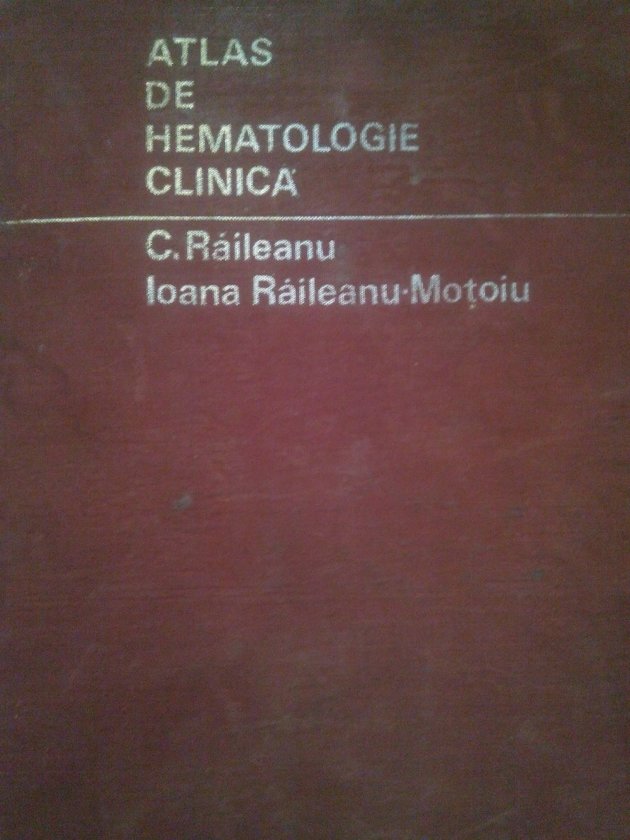 ATLAS
DE
HEMATOLOGIE
CLINICĂ
C. Răileanu
Ioana Răileanu-Moțoiu